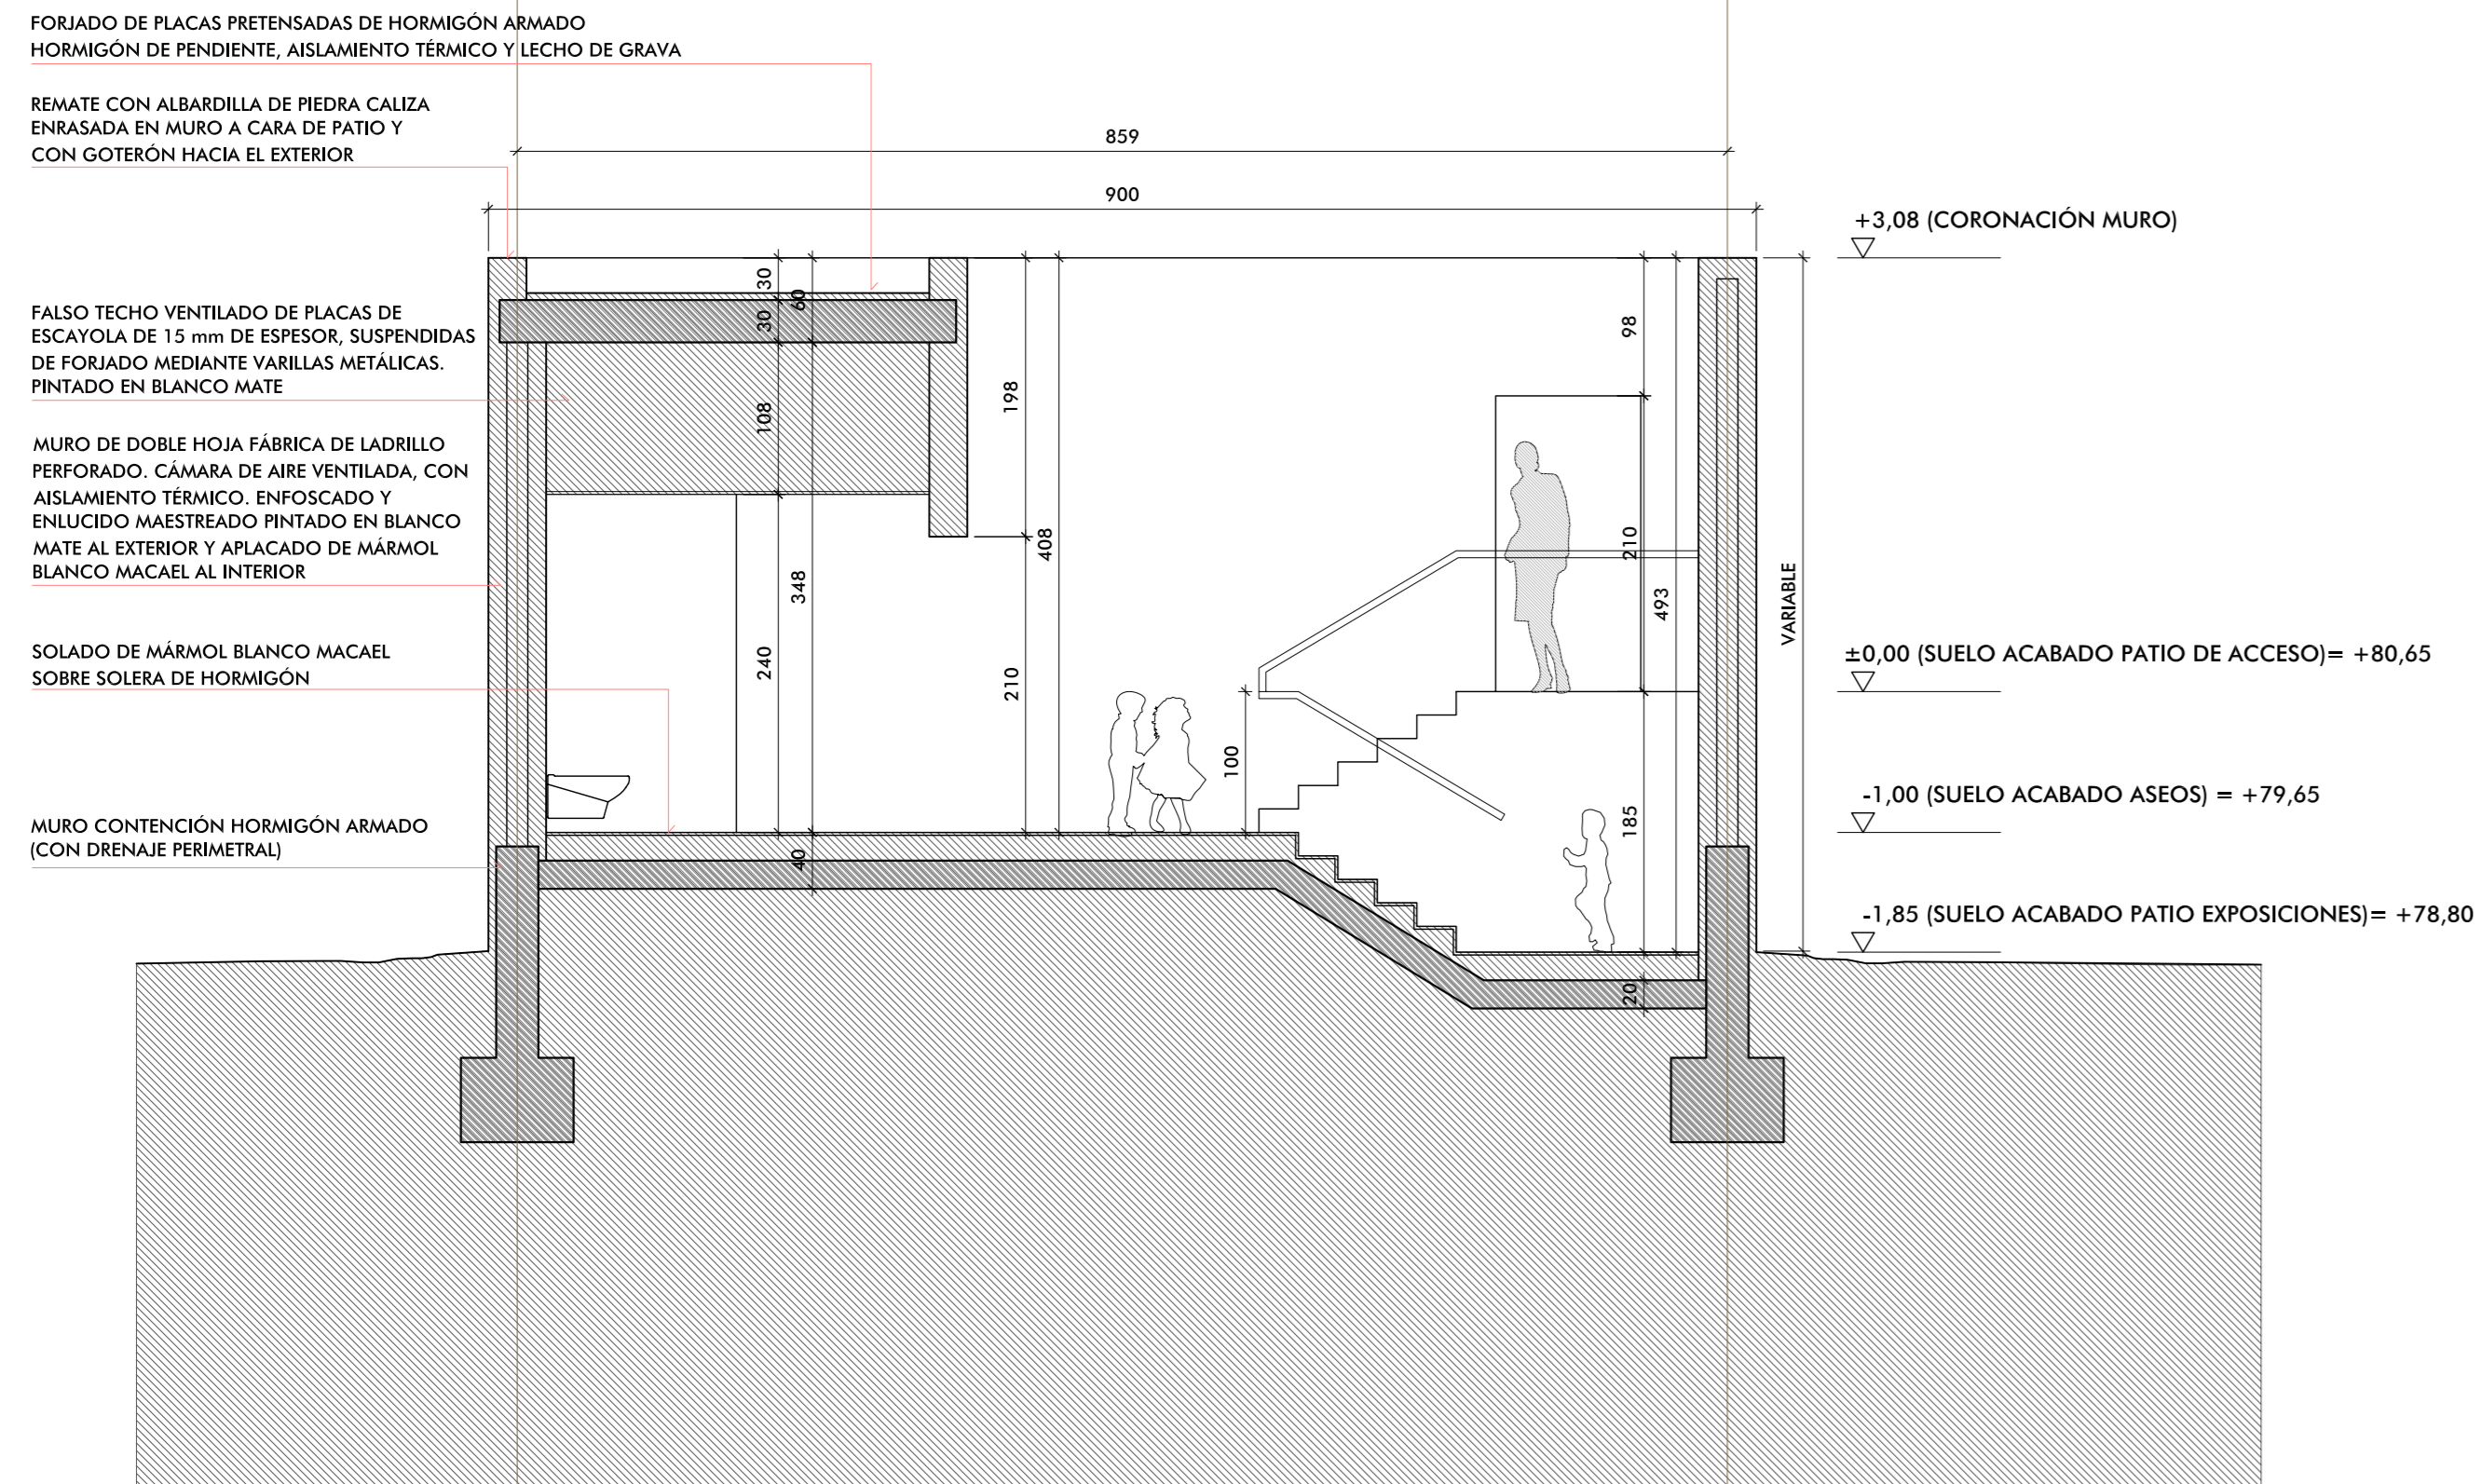 FORJADO DE PLACAS PRETENSADAS DE HORMIGÓN ARMADO
HORMIGÓN DE PENDIENTE, AISLAMIENTO TÉRMICO Y LECHO DE GRAVA
REMATE CON ALBARDILLA DE PIEDRA CALIZA
ENRASADA EN MURO A CARA DE PATIO Y
CON GOTERÓN HACIA EL EXTERIOR
FALSO TECHO VENTILADO DE PLACAS DE
ESCAYOLA DE 15 mm DE ESPESOR, SUSPENDIDAS
DE FORJADO MEDIANTE VARILLAS METÁLICAS.
PINTADO EN BLANCO MATE
MURO DE DOBLE HOJA FÁBRICA DE LADRILLO
PERFORADO. CÁMARA DE AIRE VENTILADA, CON
AISLAMIENTO TÉRMICO. ENFOSCADO Y
ENLUCIDO MAESTREADO PINTADO EN BLANCO
MATE AL EXTERIOR Y APLACADO DE MÁRMOL
BLANCO MACAEL AL INTERIOR
SOLADO DE MÁRMOL BLANCO MACAEL
SOBRE SOLERA DE HORMIGÓN
MURO CONTENCIÓN HORMIGÓN ARMADO
(CON DRENAJE PERIMETRAL)
859
900
30
30
108
240
60
348
40
198
210
408
100
98
210
185
20
493
VARIABLE
+3,08 (CORONACIÓN MURO)
±0,00 (SUELO ACABADO PATIO DE ACCESO)= +80,65
-1,00 (SUELO ACABADO ASEOS) = +79,65
-1,85 (SUELO ACABADO PATIO EXPOSICIONES)= +78,80